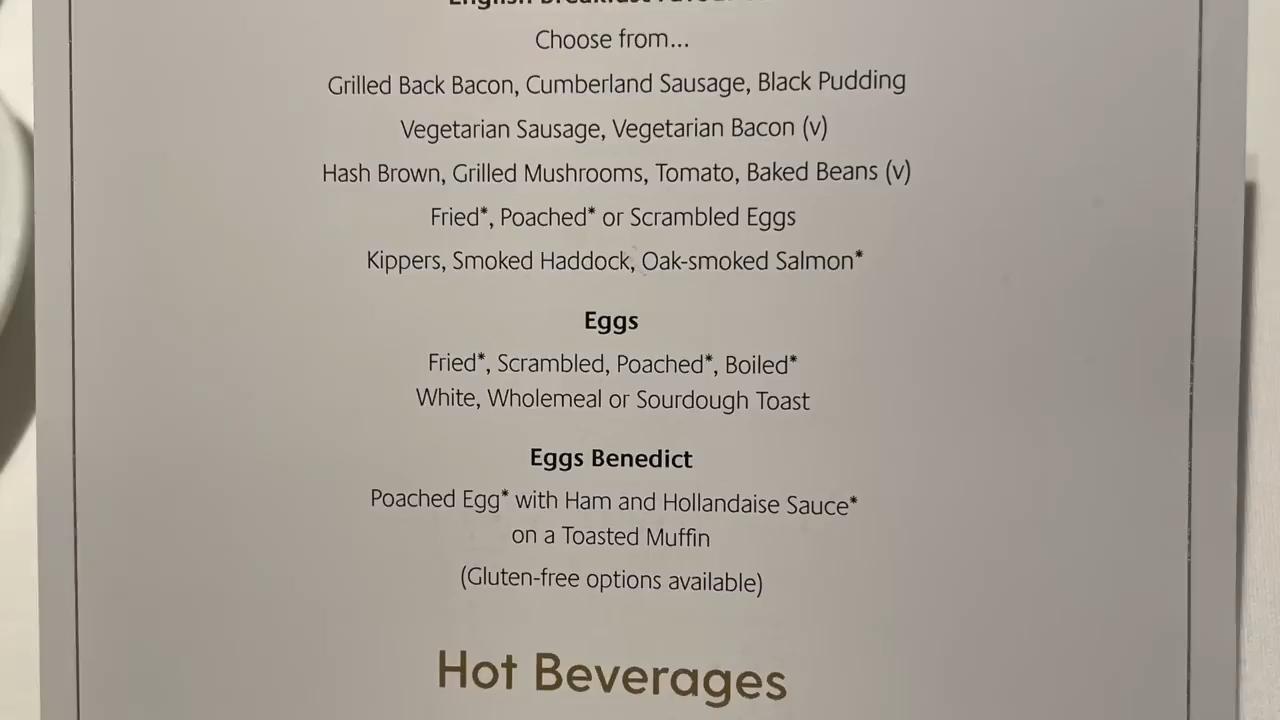 English Breakfast
Choose from...
Grilled Back Bacon, Cumberland Sausage, Black Pudding
Vegetarian Sausage, Vegetarian Bacon (v)
Hash Brown, Grilled Mushrooms, Tomato, Baked Beans (v)
Fried*, Poached* or Scrambled Eggs
Kippers, Smoked Haddock, Oak-smoked Salmon*
Eggs
Fried*, Scrambled, Poached*, Boiled*
White, Wholemeal or Sourdough Toast
Eggs Benedict
Poached Egg* with Ham and Hollandaise Sauce*
on a Toasted Muffin
(Gluten-free options available)
Hot Beverages